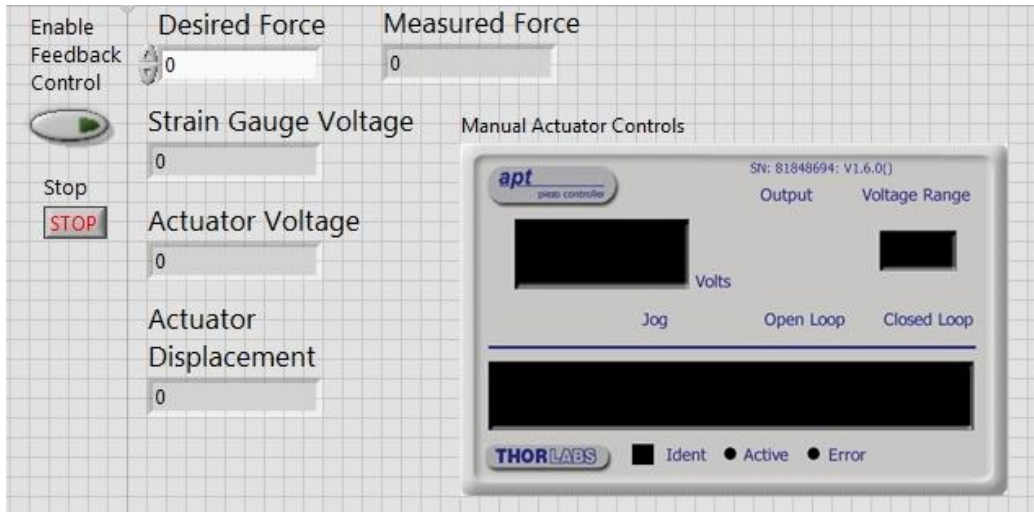 Enable
Feedback
Control
Desired Force
0
Measured Force
0
Strain Gauge Voltage
0
Stop
STOP
Actuator Voltage
0
Actuator
Displacement
0
Manual Actuator Controls
apt
piezo controller
SN: 81848694: V1.6.0()
Output
Voltage Range
Volts
Jog
Open Loop
Closed Loop
THORLABS
Ident
Active
Error